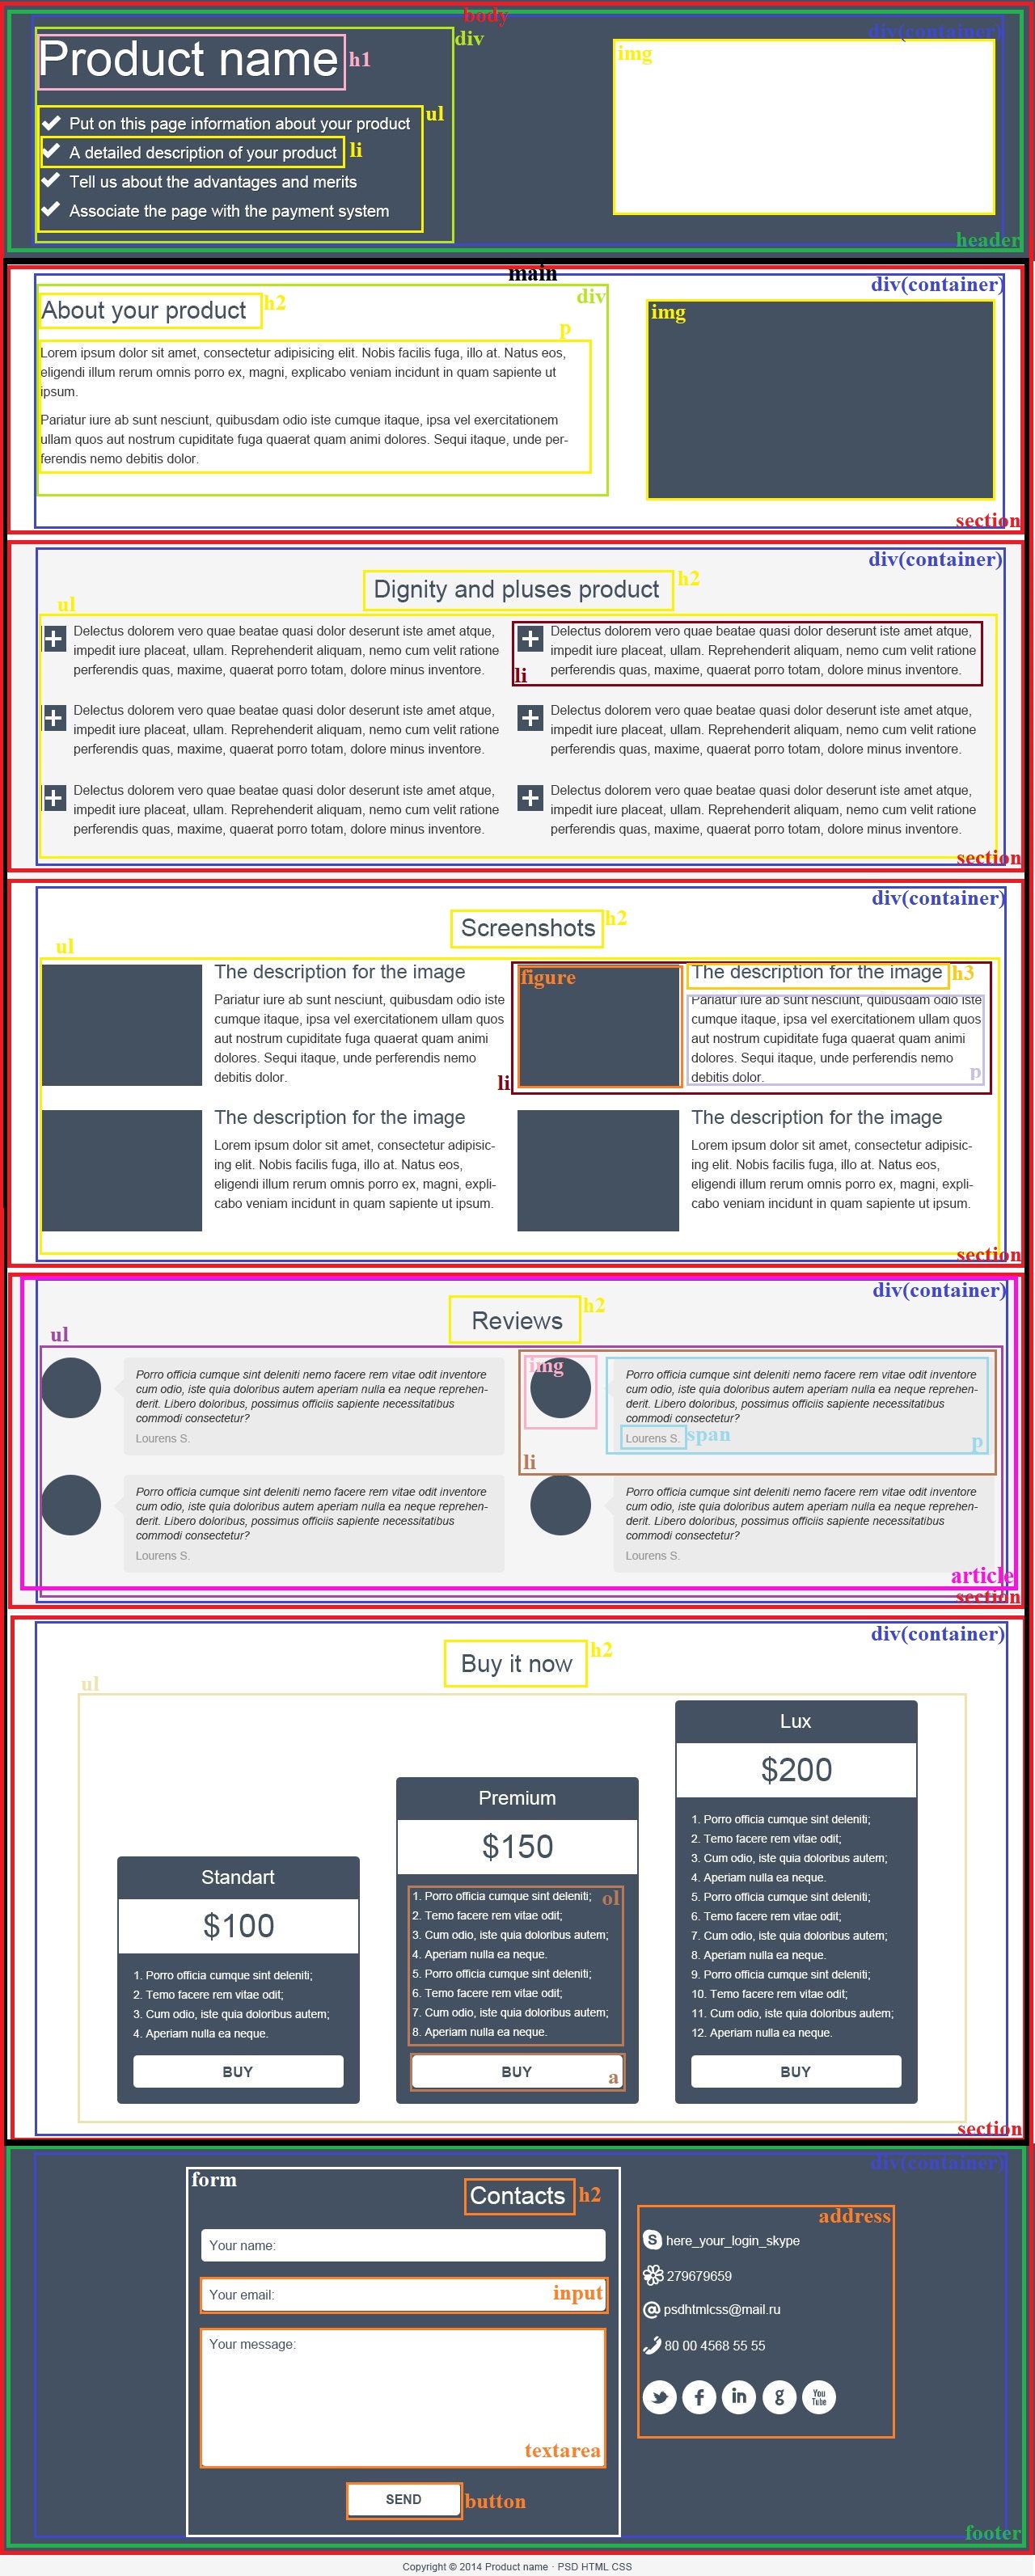 body
div(container)
div
Product name h1
img
ul
Put on this page information about your product
A detailed description of your product li
Tell us about the advantages and merits
Associate the page with the payment system
header
main
div(container)
div
About your product h2
img
p
Lorem ipsum dolor sit amet, consectetur adipisicing elit. Nobis facilis fuga, illo at. Natus eos,
eligendi illum rerum omnis porro ex, magni, explicabo veniam incidunt in quam sapiente ut
ipsum.
Pariatur iure ab sunt nesciunt, quibusdam odio iste cumque itaque, ipsa vel exercitationem
ullam quos aut nostrum cupiditate fuga quaerat quam animi dolores. Sequi itaque, unde per-
ferendis nemo debitis dolor.
section
div(container)
Dignity and pluses product h2
ul
Delectus dolorem vero quae beatae quasi dolor deserunt iste amet atque,
impedit iure placeat, ullam. Reprehenderit aliquam, nemo cum velit ratione
perferendis quas, maxime, quaerat porro totam, dolore minus inventore.
Delectus dolorem vero quae beatae quasi dolor deserunt iste amet atque,
impedit iure placeat, ullam. Reprehenderit aliquam, nemo cum velit ratione
perferendis quas, maxime, quaerat porro totam, dolore minus inventore.
li
Delectus dolorem vero quae beatae quasi dolor deserunt iste amet atque,
impedit iure placeat, ullam. Reprehenderit aliquam, nemo cum velit ratione
perferendis quas, maxime, quaerat porro totam, dolore minus inventore.
Delectus dolorem vero quae beatae quasi dolor deserunt iste amet atque,
impedit iure placeat, ullam. Reprehenderit aliquam, nemo cum velit ratione
perferendis quas, maxime, quaerat porro totam, dolore minus inventore.
Delectus dolorem vero quae beatae quasi dolor deserunt iste amet atque,
impedit iure placeat, ullam. Reprehenderit aliquam, nemo cum velit ratione
perferendis quas, maxime, quaerat porro totam, dolore minus inventore.
Delectus dolorem vero quae beatae quasi dolor deserunt iste amet atque,
impedit iure placeat, ullam. Reprehenderit aliquam, nemo cum velit ratione
perferendis quas, maxime, quaerat porro totam, dolore minus inventore.
section
div(container)
Screenshots h2
ul
The description for the image
Pariatur iure ab sunt nesciunt, quibusdam odio iste
cumque itaque, ipsa vel exercitationem ullam quos
aut nostrum cupiditate fuga quaerat quam animi
dolores. Sequi itaque, unde perferendis nemo
debitis dolor.
li
figure
The description for the image h3
Pariatur iure ab sunt nesciunt, quibusdam odio iste
cumque itaque, ipsa vel exercitationem ullam quos
aut nostrum cupiditate fuga quaerat quam animi
dolores. Sequi itaque, unde perferendis nemo
debitis dolor.
p
The description for the image
Lorem ipsum dolor sit amet, consectetur adipisic-
ing elit. Nobis facilis fuga, illo at. Natus eos,
eligendi illum rerum omnis porro ex, magni, expli-
cabo veniam incidunt in quam sapiente ut ipsum.
The description for the image
Lorem ipsum dolor sit amet, consectetur adipisic-
ing elit. Nobis facilis fuga, illo at. Natus eos,
eligendi illum rerum omnis porro ex, magni, expli-
cabo veniam incidunt in quam sapiente ut ipsum.
section
div(container)
Reviews h2
ul
Porro officia cumque sint deleniti nemo facere rem vitae odit inventore
cum odio, iste quia doloribus autem aperiam nulla ea neque reprehen-
derit. Libero doloribus, possimus officiis sapiente necessitatibus
commodi consectetur?
Lourens S.
img
Porro officia cumque sint deleniti nemo facere rem vitae odit inventore
cum odio, iste quia doloribus autem aperiam nulla ea neque reprehen-
derit. Libero doloribus, possimus officiis sapiente necessitatibus
commodi consectetur?
Lourens S. span
p
li
Porro officia cumque sint deleniti nemo facere rem vitae odit inventore
cum odio, iste quia doloribus autem aperiam nulla ea neque reprehen-
derit. Libero doloribus, possimus officiis sapiente necessitatibus
commodi consectetur?
Lourens S.
Porro officia cumque sint deleniti nemo facere rem vitae odit inventore
cum odio, iste quia doloribus autem aperiam nulla ea neque reprehen-
derit. Libero doloribus, possimus officiis sapiente necessitatibus
commodi consectetur?
Lourens S.
article
section
div(container)
Buy it now h2
ul
Standart
$100
1. Porro officia cumque sint deleniti;
2. Temo facere rem vitae odit;
3. Cum odio, iste quia doloribus autem;
4. Aperiam nulla ea neque.
BUY
Premium
$150
1. Porro officia cumque sint deleniti; ol
2. Temo facere rem vitae odit;
3. Cum odio, iste quia doloribus autem;
4. Aperiam nulla ea neque.
5. Porro officia cumque sint deleniti;
6. Temo facere rem vitae odit;
7. Cum odio, iste quia doloribus autem;
8. Aperiam nulla ea neque.
BUY a
Lux
$200
1. Porro officia cumque sint deleniti;
2. Temo facere rem vitae odit;
3. Cum odio, iste quia doloribus autem;
4. Aperiam nulla ea neque.
5. Porro officia cumque sint deleniti;
6. Temo facere rem vitae odit;
7. Cum odio, iste quia doloribus autem;
8. Aperiam nulla ea neque.
9. Porro officia cumque sint deleniti;
10. Temo facere rem vitae odit;
11. Cum odio, iste quia doloribus autem;
12. Aperiam nulla ea neque.
BUY
section
div(container)
form
Contacts h2
Your name:
Your email: input
Your message:
textarea
SEND button
address
here_your_login_skype
279679659
@ psdhtmlcss@mail.ru
80 00 4568 55 55
f in g You Tube
footer
Copyright © 2014 Product name · PSD HTML CSS